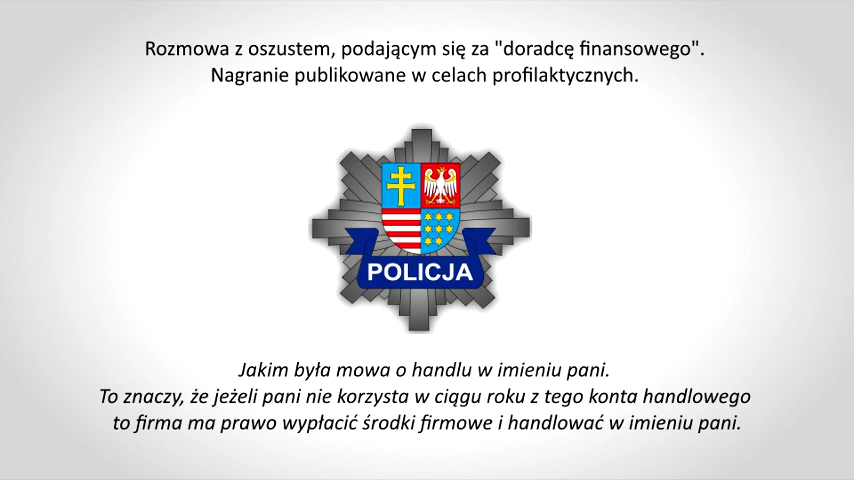 Rozmowa z oszustem, podającym się za "doradcę finansowego".
Nagranie publikowane w celach profilaktycznych.
POLICJA
Jakim była mowa o handlu w imieniu pani.
To znaczy, że jeżeli pani nie korzysta w ciągu roku z tego konta handlowego
to firma ma prawo wypłacić środki firmowe i handlować w imieniu pani.